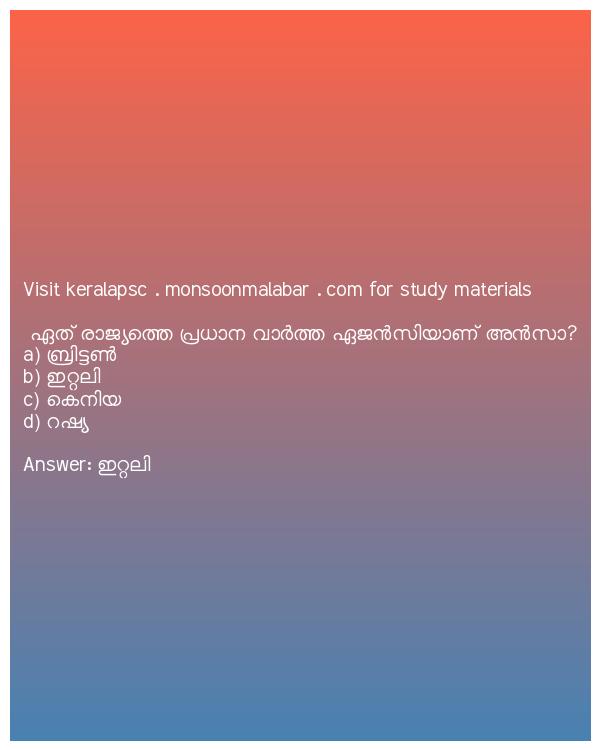 Visit keralapsc . monsoonmalabar . com for study materials
ഏത് രാജ്യത്തെ പ്രധാന വാർത്ത ഏജൻസിയാണ് അൻസാ?
a) ബ്രിട്ടൺ
b) ഇറ്റലി
c) കെനിയ
d) റഷ്യ
Answer: ഇറ്റലി